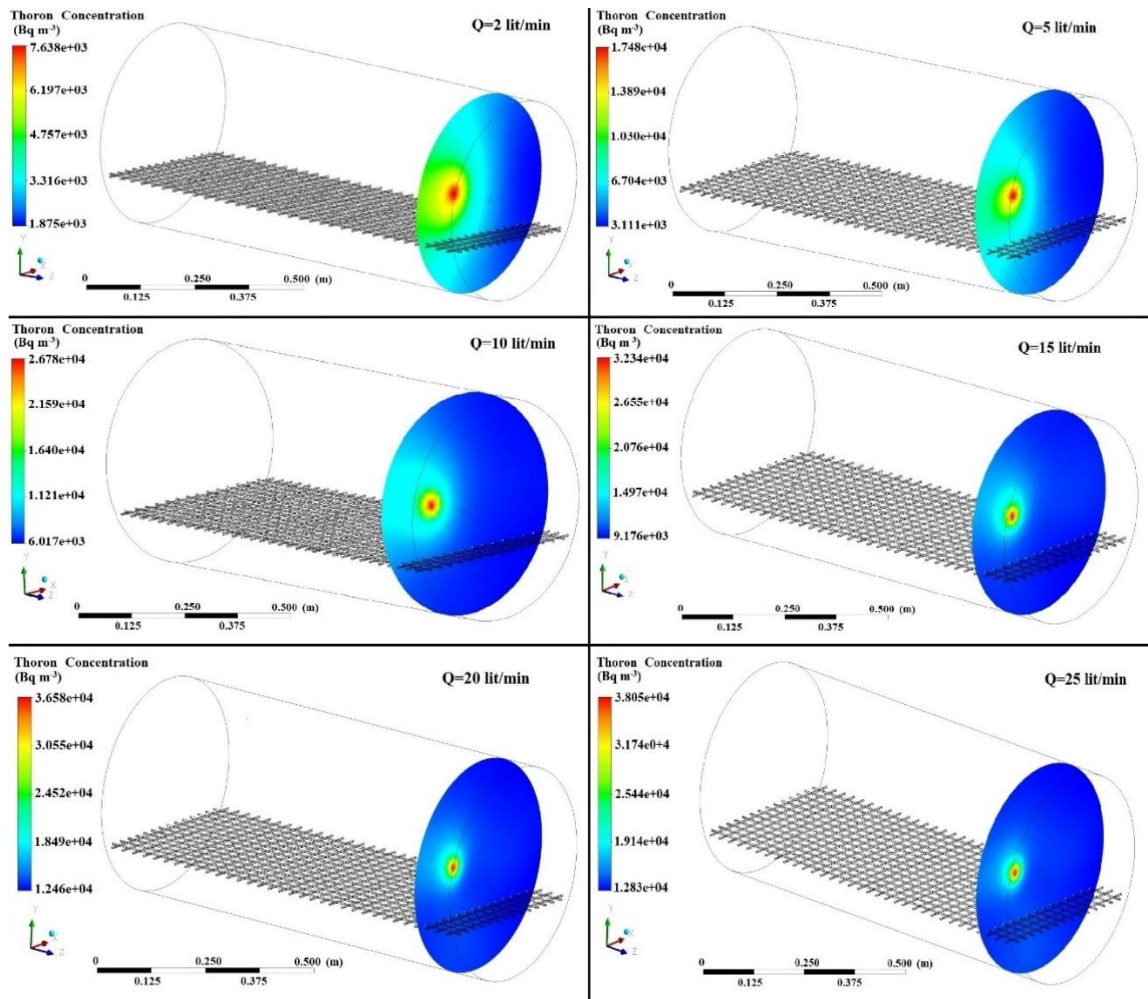 Thoron Concentration
(Bq m⁻³)
Q=2 lit/min
7.638e+03
6.197e+03
4.757e+03
3.316e+03
1.875e+03
Y
X
Z
0 0.250 0.500 (m)
0.125 0.375
Thoron Concentration
(Bq m⁻³)
Q=5 lit/min
1.748e+04
1.389e+04
1.030e+04
6.704e+03
3.111e+03
Y
X
Z
0 0.250 0.500 (m)
0.125 0.375
Thoron Concentration
(Bq m⁻³)
Q=10 lit/min
2.678e+04
2.159e+04
1.640e+04
1.121e+04
6.017e+03
Y
X
Z
0 0.250 0.500 (m)
0.125 0.375
Thoron Concentration
(Bq m⁻³)
Q=15 lit/min
3.234e+04
2.655e+04
2.076e+04
1.497e+04
9.176e+03
Y
X
Z
0 0.250 0.500 (m)
0.125 0.375
Thoron Concentration
(Bq m⁻³)
Q=20 lit/min
3.658e+04
3.055e+04
2.452e+04
1.849e+04
1.246e+04
Y
X
Z
0 0.250 0.500 (m)
0.125 0.375
Thoron Concentration
(Bq m⁻³)
Q=25 lit/min
3.805e+04
3.174e0+4
2.544e+04
1.914e+04
1.283e+04
Y
X
Z
0 0.250 0.500 (m)
0.125 0.375